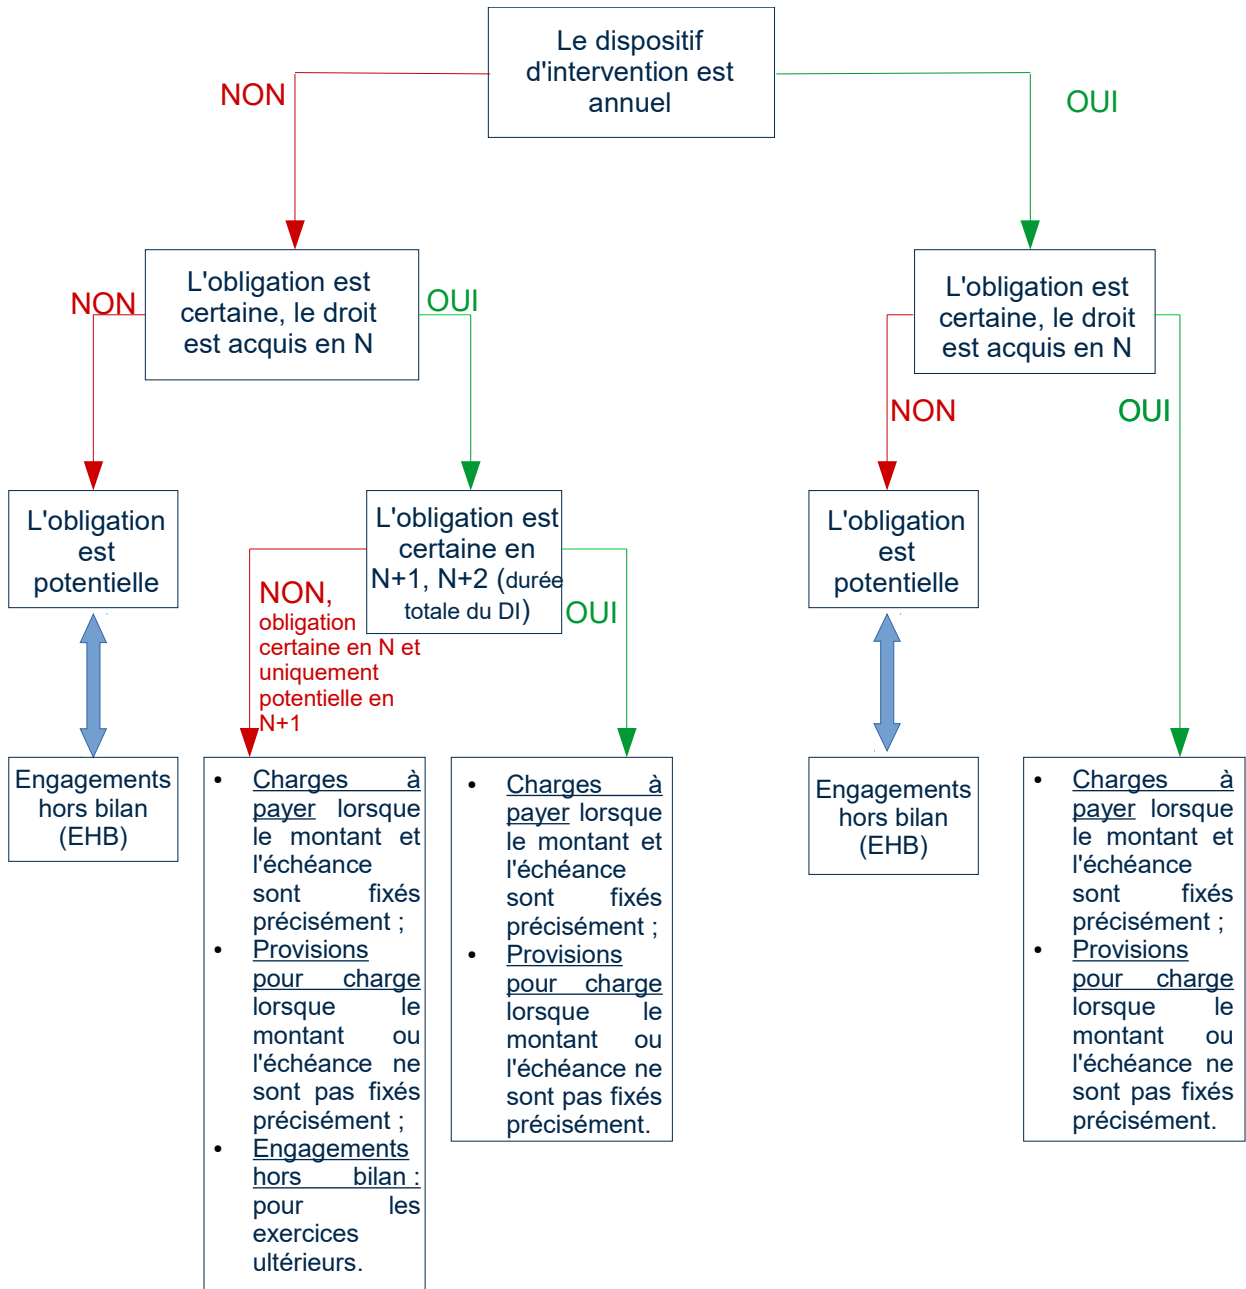 Le dispositif
d'intervention est
annuel
NON
OUI
L'obligation est
certaine, le droit
est acquis en N
L'obligation est
certaine, le droit
est acquis en N
NON
OUI
NON
OUI
L'obligation
est
potentielle
L'obligation est
certaine en
N+1, N+2 (durée
totale du DI)
L'obligation
est
potentielle
NON,
obligation
certaine en N et
uniquement
potentielle en
N+1
OUI
Engagements
hors bilan
(EHB)
• Charges à
payer lorsque
le montant et
l'échéance
sont fixés
précisément ;
• Provisions
pour charge
lorsque le
montant ou
l'échéance ne
sont pas fixés
précisément ;
• Engagements
hors bilan :
pour les
exercices
ultérieurs.
• Charges à
payer lorsque
le montant et
l'échéance
sont fixés
précisément ;
• Provisions
pour charge
lorsque le
montant ou
l'échéance ne
sont pas fixés
précisément.
Engagements
hors bilan
(EHB)
• Charges à
payer lorsque
le montant et
l'échéance
sont fixés
précisément ;
• Provisions
pour charge
lorsque le
montant ou
l'échéance ne
sont pas fixés
précisément.